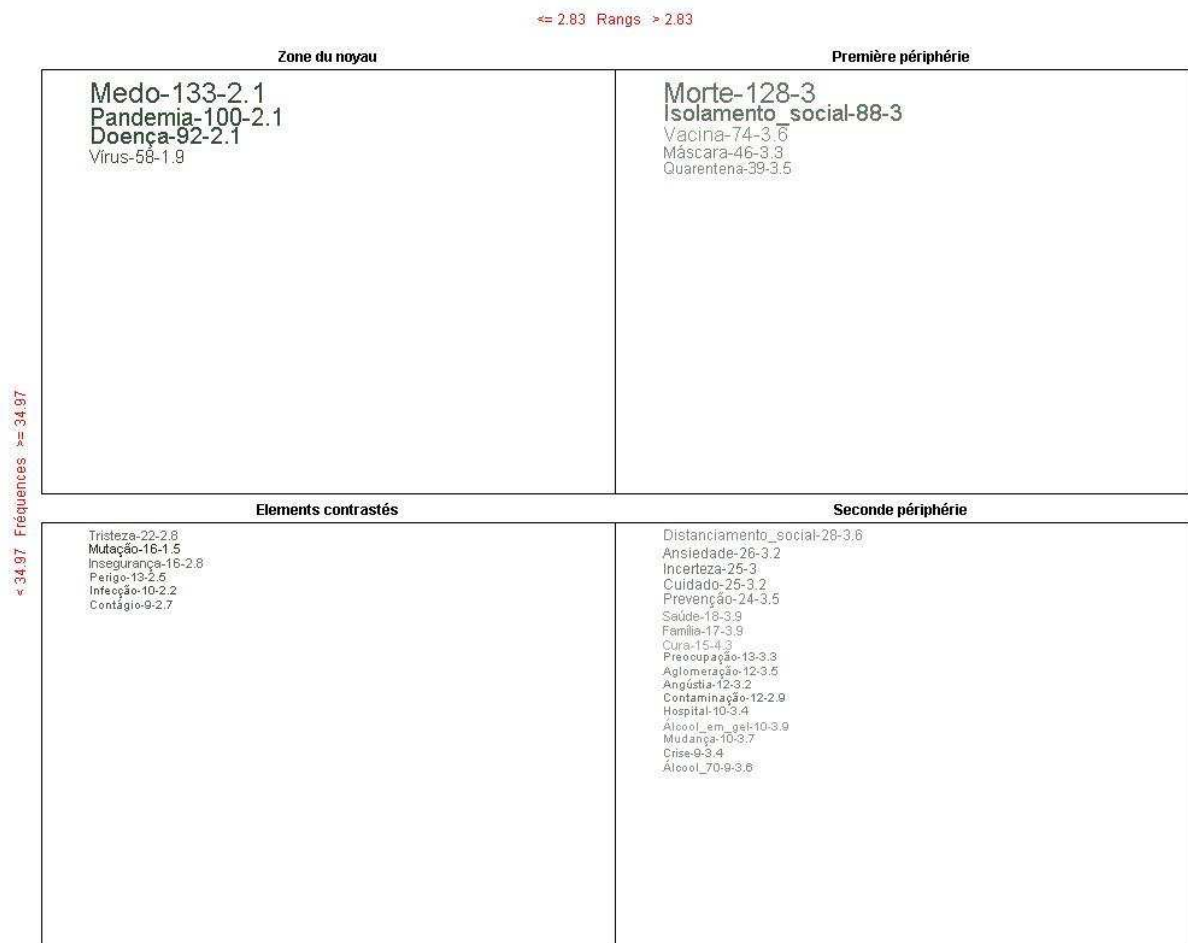 <= 2.83 Rangs > 2.83
Zone du noyau
Première périphérie
Medo-133-2.1
Pandemia-100-2.1
Doença-92-2.1
Vírus-58-1.9
Morte-128-3
Isolamento_social-88-3
Vacina-74-3.6
Máscara-46-3.3
Quarentena-39-3.5
< 34.97 Fréquences >= 34.97
Elements contrastés
Seconde périphérie
Tristeza-22-2.8
Mutação-16-1.5
Insegurança-16-2.8
Perigo-13-2.5
Infecção-10-2.2
Contágio-9-2.7
Distanciamento_social-28-3.6
Ansiedade-26-3.2
Incerteza-25-3
Cuidado-25-3.2
Prevenção-24-3.5
Saúde-18-3.9
Família-17-3.9
Cura-15-4.3
Preocupação-13-3.3
Aglomeração-12-3.5
Angústia-12-3.2
Contaminação-12-2.9
Hospital-10-3.4
Álcool_em_gel-10-3.9
Mudança-10-3.7
Crise-9-3.4
Álcool_70-9-3.6